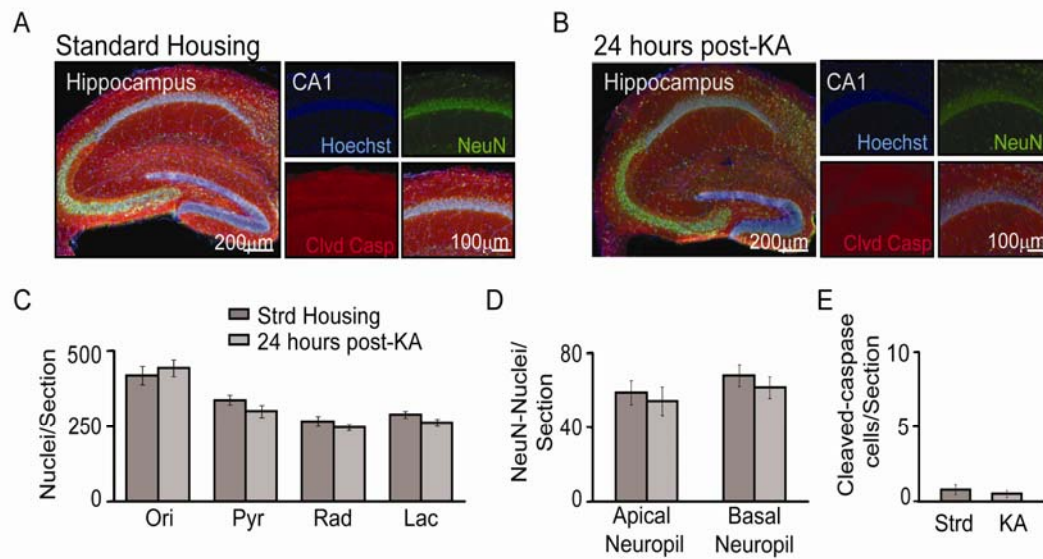 A
Standard Housing
Hippocampus
200μm
CA1
Hoechst
NeuN
Clvd Casp
100μm
B
24 hours post-KA
Hippocampus
200μm
CA1
Hoechst
NeuN
Clvd Casp
100μm
C
Strd Housing
24 hours post-KA
Nuclei/Section
500
250
0
Ori
Pyr
Rad
Lac
D
NeuN-Nuclei/
Section
80
40
0
Apical
Neuropil
Basal
Neuropil
E
Cleaved-caspase
cells/Section
10
5
0
Strd
KA